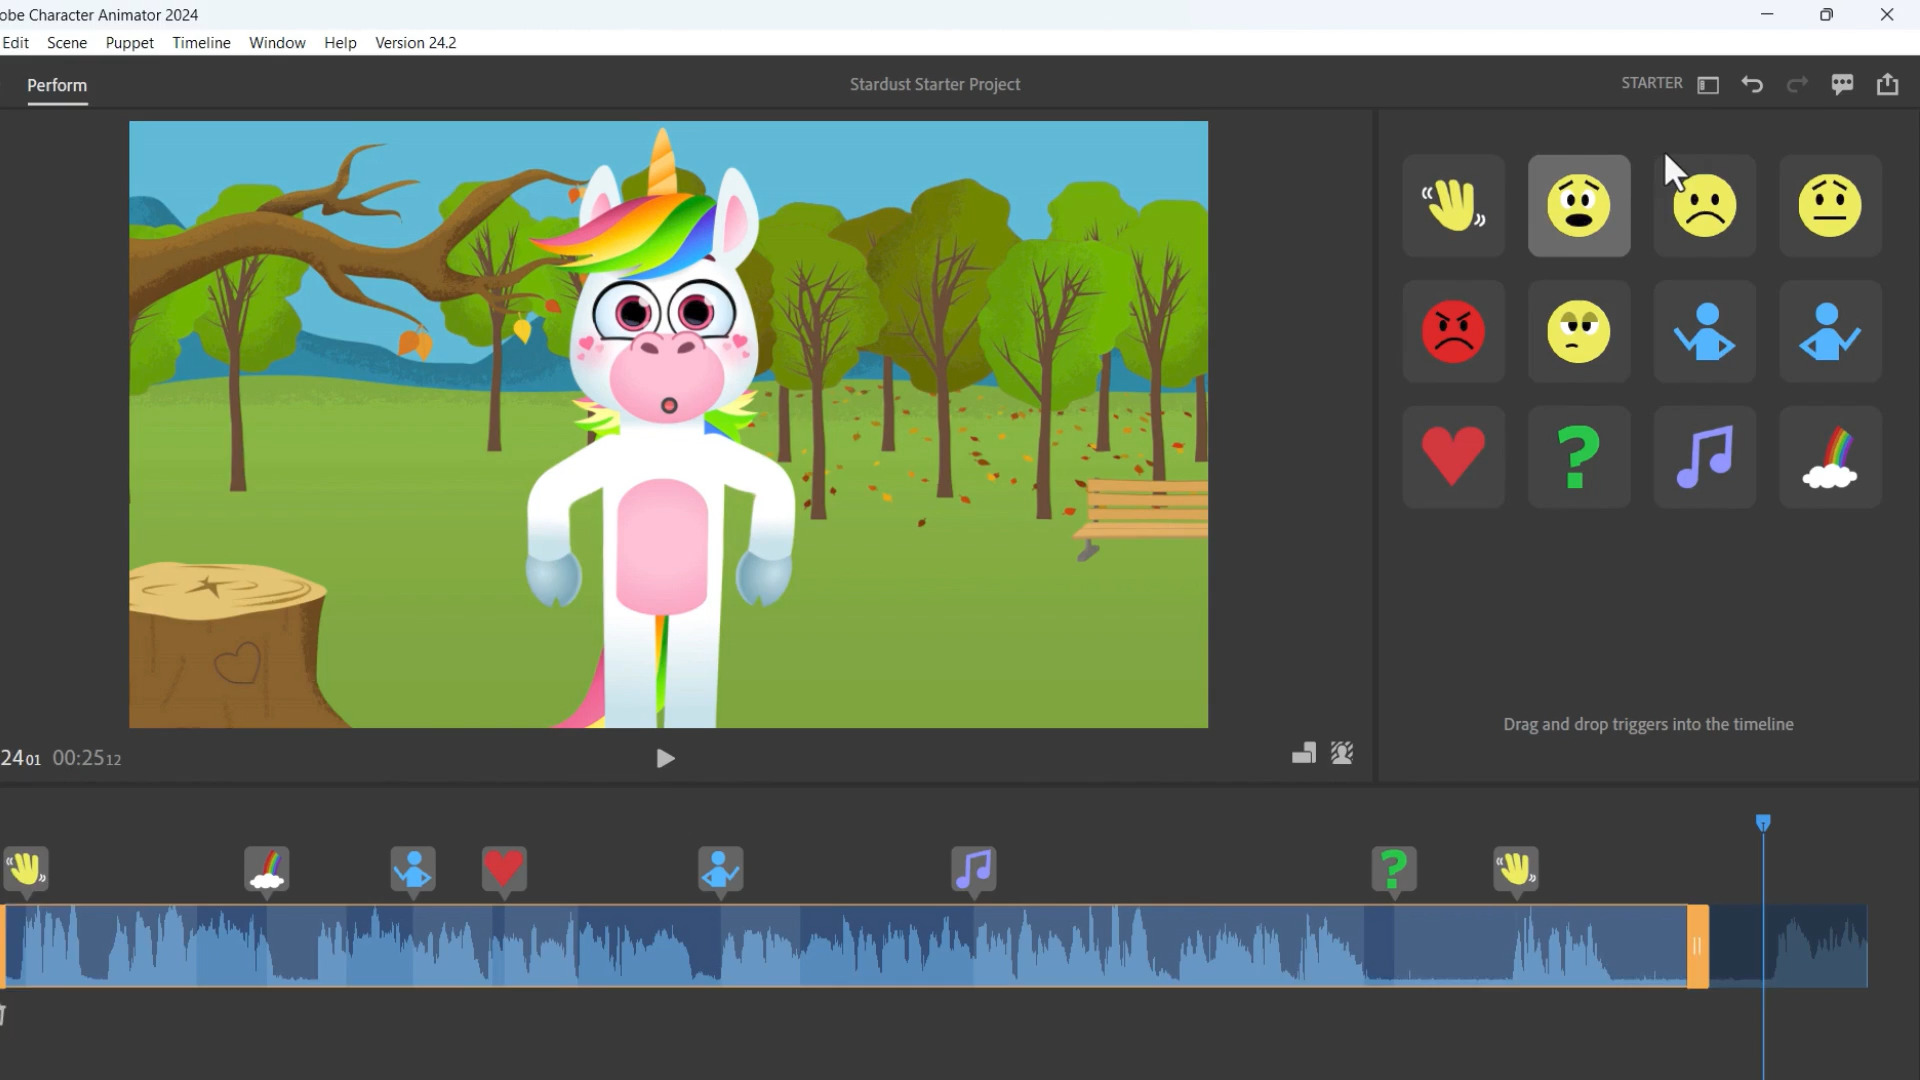 obe Character Animator 2024
Edit Scene Puppet Timeline Window Help Version 24.2
Perform
Stardust Starter Project
STARTER
Drag and drop triggers into the timeline
2401 00:2512